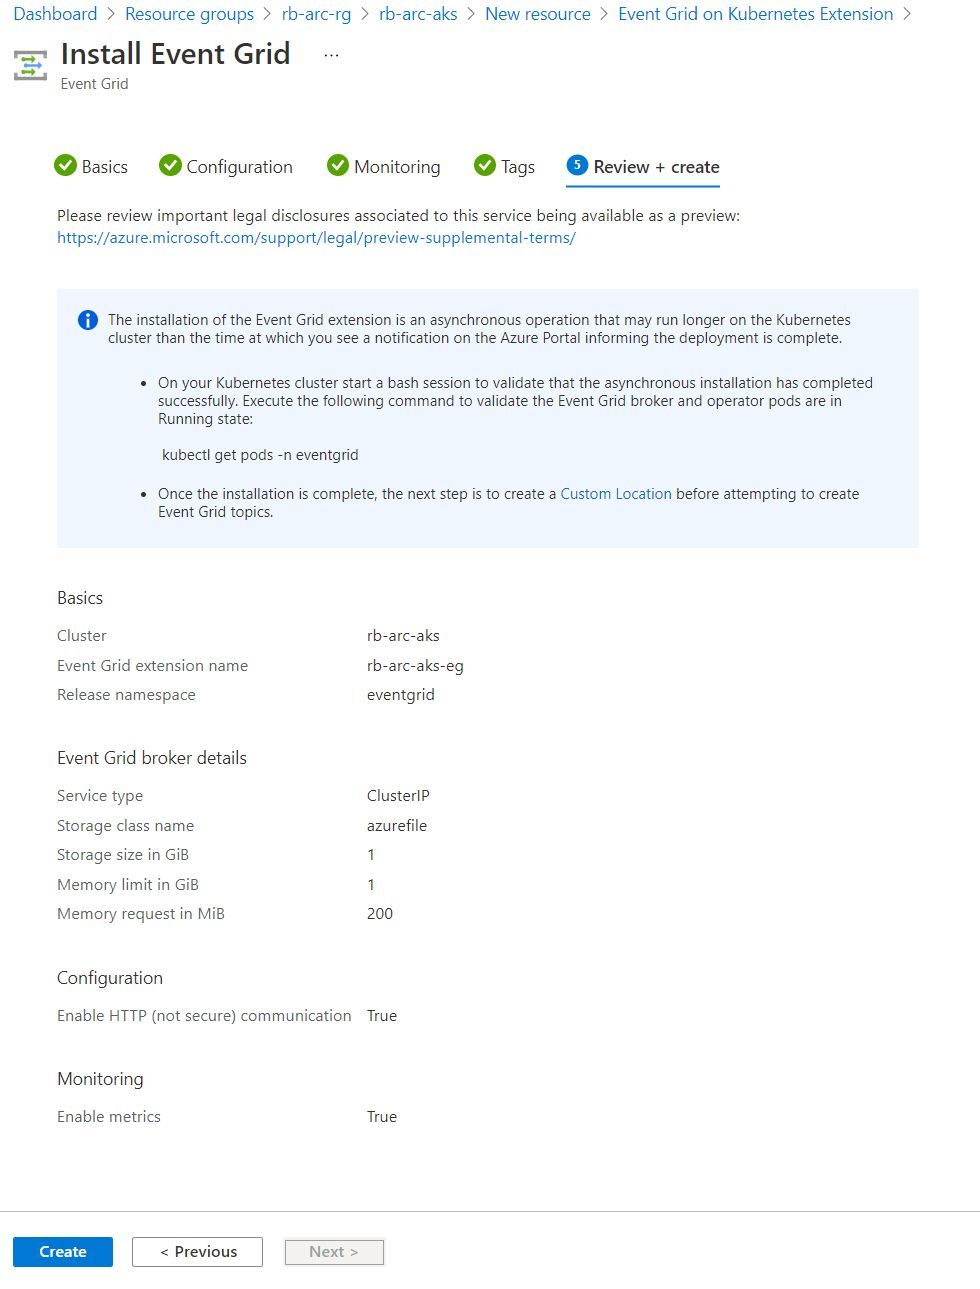 Dashboard > Resource groups > rb-arc-rg > rb-arc-aks > New resource > Event Grid on Kubernetes Extension >
Install Event Grid ...
Event Grid
Basics Configuration Monitoring Tags 5 Review + create
Please review important legal disclosures associated to this service being available as a preview:
https://azure.microsoft.com/support/legal/preview-supplemental-terms/
The installation of the Event Grid extension is an asynchronous operation that may run longer on the Kubernetes
cluster than the time at which you see a notification on the Azure Portal informing the deployment is complete.
• On your Kubernetes cluster start a bash session to validate that the asynchronous installation has completed
successfully. Execute the following command to validate the Event Grid broker and operator pods are in
Running state:
kubectl get pods -n eventgrid
• Once the installation is complete, the next step is to create a Custom Location before attempting to create
Event Grid topics.
Basics
Cluster rb-arc-aks
Event Grid extension name rb-arc-aks-eg
Release namespace eventgrid
Event Grid broker details
Service type ClusterIP
Storage class name azurefile
Storage size in GiB 1
Memory limit in GiB 1
Memory request in MiB 200
Configuration
Enable HTTP (not secure) communication True
Monitoring
Enable metrics True
Create < Previous Next >